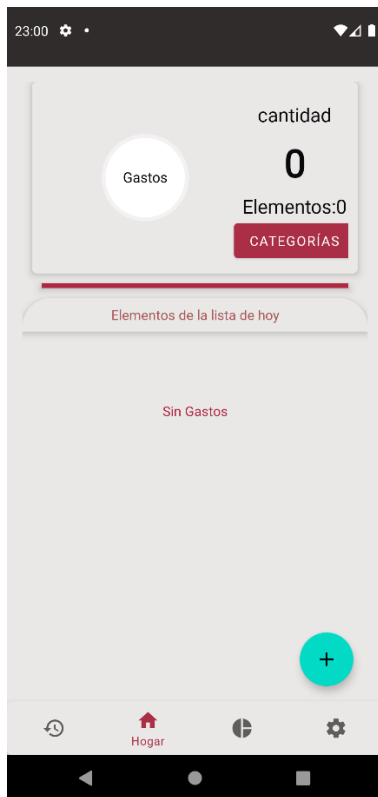 23:00
cantidad
0
Gastos
Elementos:0
CATEGORÍAS
Elementos de la lista de hoy
Sin Gastos
+
Hogar